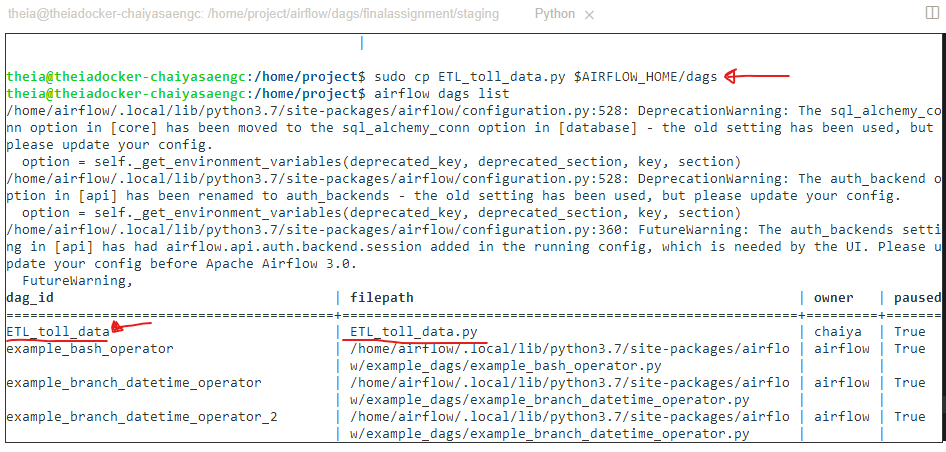 theia@theiadocker-chaiyasaengc: /home/project/airflow/dags/finalassignment/staging Python ×
|
theia@theiadocker-chaiyasaengc:/home/project$ sudo cp ETL_toll_data.py $AIRFLOW_HOME/dags
theia@theiadocker-chaiyasaengc:/home/project$ airflow dags list
/home/airflow/.local/lib/python3.7/site-packages/airflow/configuration.py:528: DeprecationWarning: The sql_alchemy_co
nn option in [core] has been moved to the sql_alchemy_conn option in [database] - the old setting has been used, but
please update your config.
  option = self._get_environment_variables(deprecated_key, deprecated_section, key, section)
/home/airflow/.local/lib/python3.7/site-packages/airflow/configuration.py:528: DeprecationWarning: The auth_backend o
ption in [api] has been renamed to auth_backends - the old setting has been used, but please update your config.
  option = self._get_environment_variables(deprecated_key, deprecated_section, key, section)
/home/airflow/.local/lib/python3.7/site-packages/airflow/configuration.py:360: FutureWarning: The auth_backends setti
ng in [api] has had airflow.api.auth.backend.session added in the running config, which is needed by the UI. Please u
pdate your config before Apache Airflow 3.0.
  FutureWarning,
dag_id | filepath | owner | paused
=========================================+=========================================================+=========+=======
ETL_toll_data | ETL_toll_data.py | chaiya | True
example_bash_operator | /home/airflow/.local/lib/python3.7/site-packages/airflo | airflow | True
| w/example_dags/example_bash_operator.py | |
example_branch_datetime_operator | /home/airflow/.local/lib/python3.7/site-packages/airflo | airflow | True
| w/example_dags/example_branch_datetime_operator.py | |
example_branch_datetime_operator_2 | /home/airflow/.local/lib/python3.7/site-packages/airflo | airflow | True
| w/example_dags/example_branch_datetime_operator.py | |